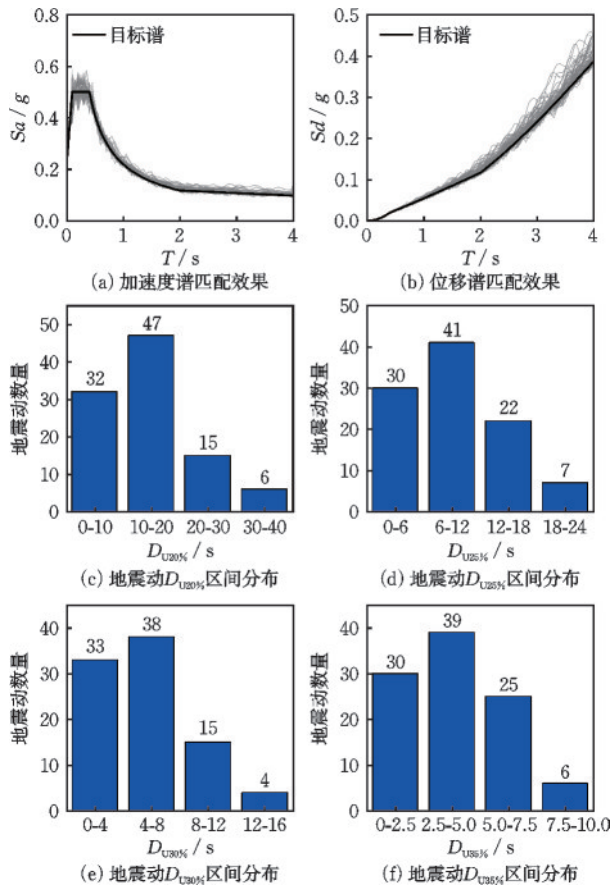 目标谱
目标谱
Sa / g
Sd / g
0.8
0.6
0.4
0.2
0.0
0.5
0.4
0.3
0.2
0.1
0.0
0 1 2 3 4
0 1 2 3 4
T / s
T / s
(a) 加速度谱匹配效果
(b) 位移谱匹配效果
地震动数量
50
40
30
20
10
0
32
47
15
6
0-10 10-20 20-30 30-40
D_U20% / s
(c) 地震动D_U20%区间分布
地震动数量
50
40
30
20
10
0
30
41
22
7
0-6 6-12 12-18 18-24
D_U25% / s
(d) 地震动D_U25%区间分布
地震动数量
40
30
20
10
0
33
38
15
4
0-4 4-8 8-12 12-16
D_U30% / s
(e) 地震动D_U30%区间分布
地震动数量
40
30
20
10
0
30
39
25
6
0-2.5 2.5-5.0 5.0-7.5 7.5-10.0
D_U35% / s
(f) 地震动D_U35%区间分布